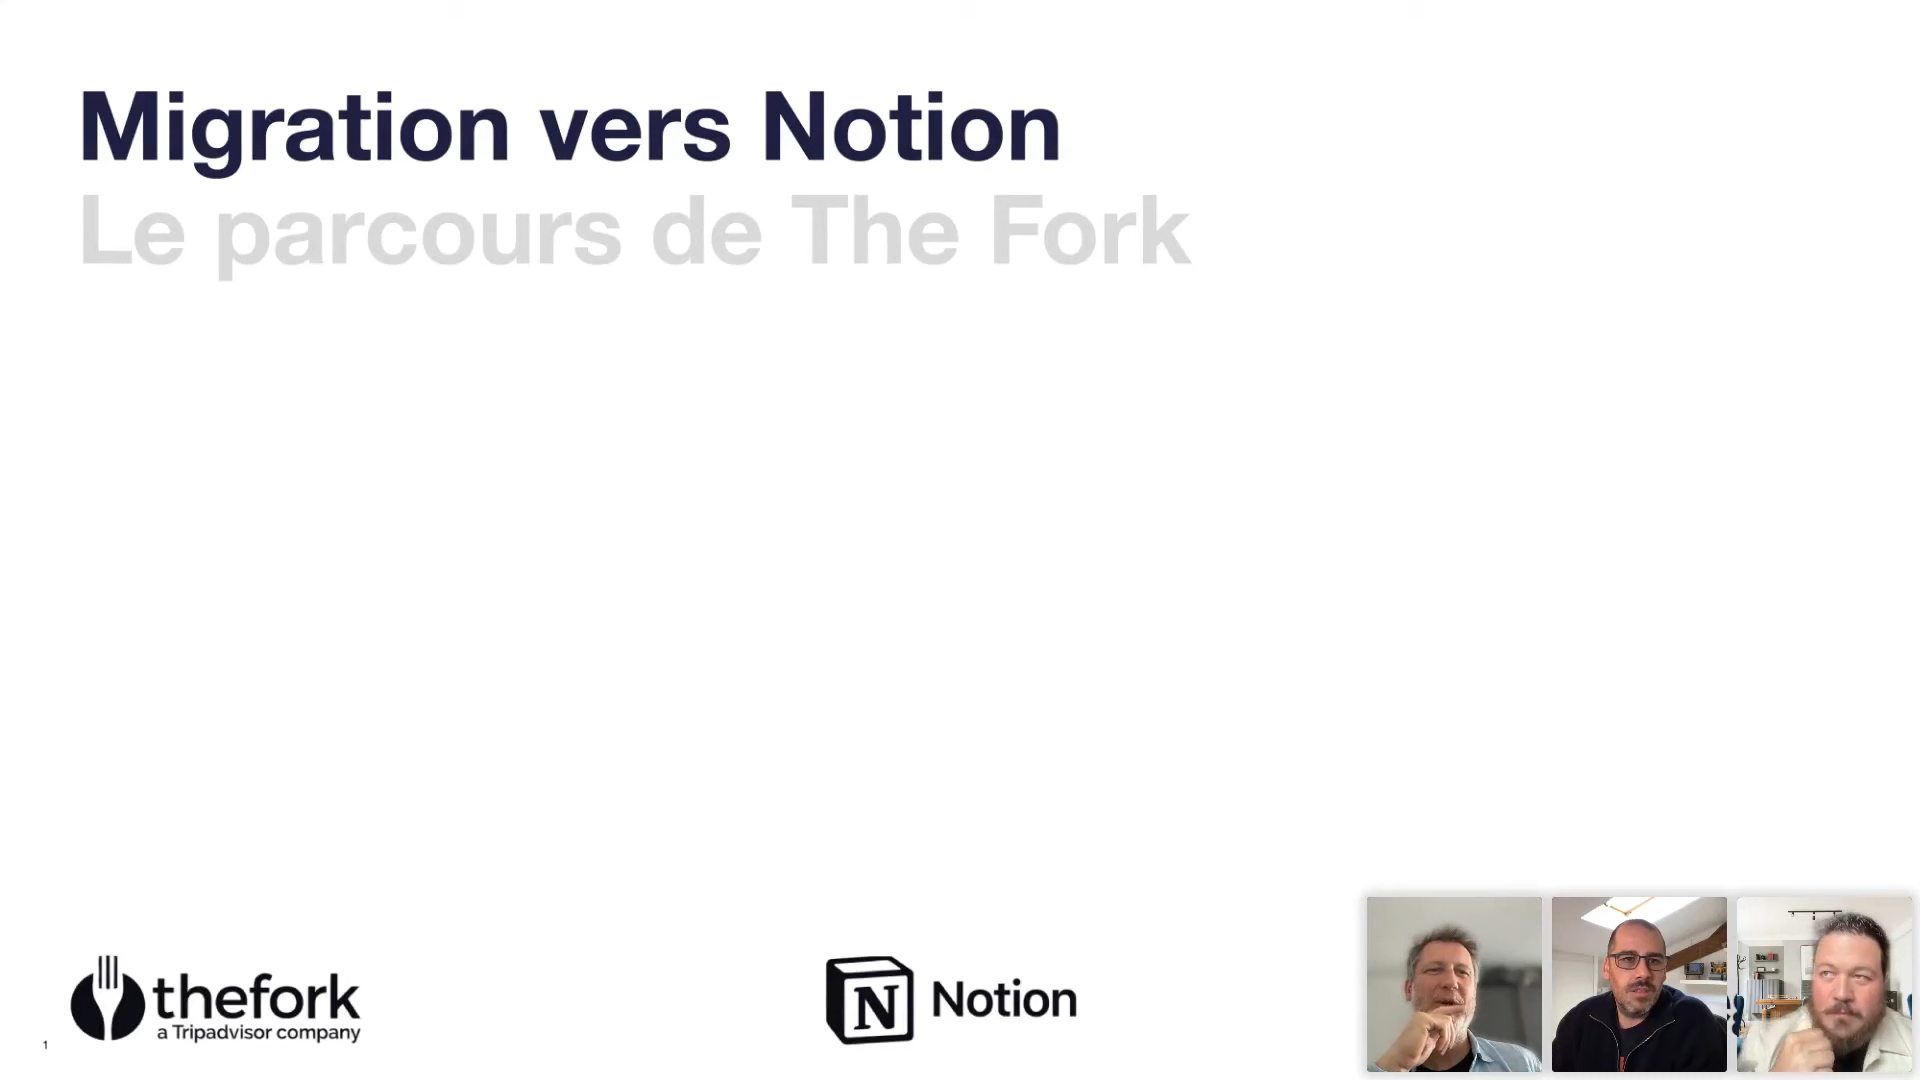 Migration vers Notion
Le parcours de The Fork
thefork
a Tripadvisor company
N Notion
1